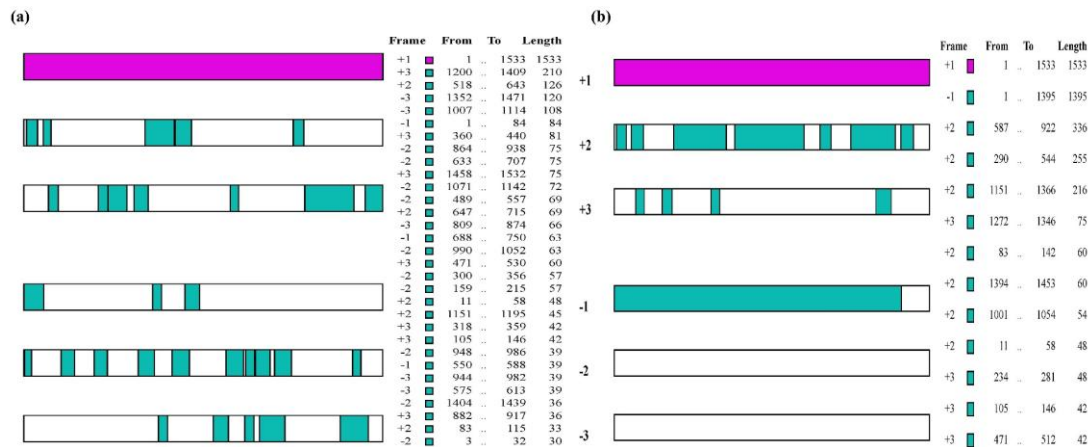 (a)
Frame From To Length
+1 1 .. 1533 1533
+3 1200 .. 1409 210
+2 518 .. 643 126
-3 1352 .. 1471 120
-3 1007 .. 1114 108
-1 1 .. 84 84
+3 360 .. 440 81
-2 864 .. 938 75
-2 633 .. 707 75
+3 1458 .. 1532 75
-2 1071 .. 1142 72
-2 489 .. 557 69
+2 647 .. 715 69
-3 809 .. 874 66
-1 688 .. 750 63
-2 990 .. 1052 63
+3 471 .. 530 60
-2 300 .. 356 57
-2 159 .. 215 57
+2 11 .. 58 48
+2 1151 .. 1195 45
+3 318 .. 359 42
+3 105 .. 146 42
-2 948 .. 986 39
-1 550 .. 588 39
-3 944 .. 982 39
-3 575 .. 613 39
-2 1404 .. 1439 36
+3 882 .. 917 36
+2 83 .. 115 33
-2 3 .. 32 30
(b)
+1
+2
+3
-1
-2
-3
Frame From To Length
+1 1 .. 1533 1533
-1 1 .. 1395 1395
+2 587 .. 922 336
+2 290 .. 544 255
+2 1151 .. 1366 216
+3 1272 .. 1346 75
+2 83 .. 142 60
+2 1394 .. 1453 60
+2 1001 .. 1054 54
+2 11 .. 58 48
+3 234 .. 281 48
+3 105 .. 146 42
+3 471 .. 512 42